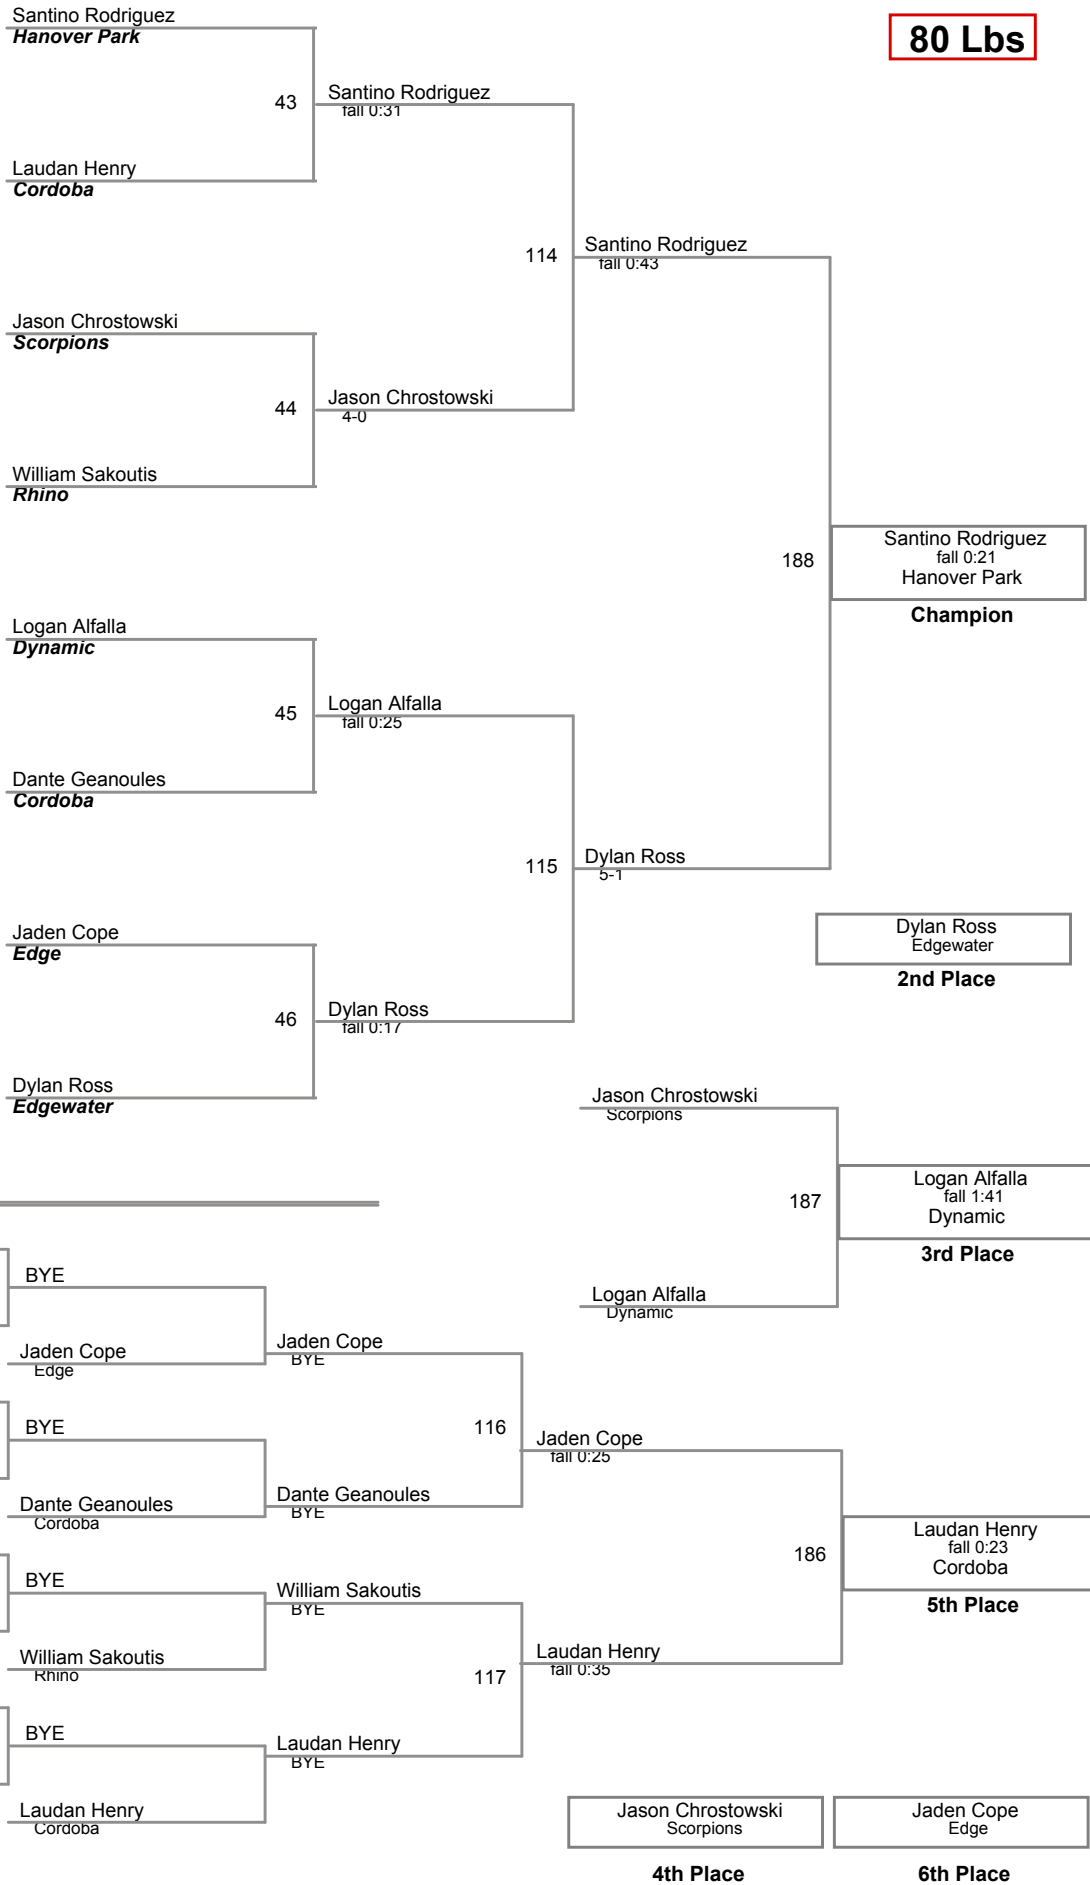 Santino Rodriguez
Hanover Park
80 Lbs
43
Santino Rodriguez
fall 0:31
Laudan Henry
Cordoba
114
Santino Rodriguez
fall 0:43
Jason Chrostowski
Scorpions
44
Jason Chrostowski
4-0
William Sakoutis
Rhino
188
Santino Rodriguez
fall 0:21
Hanover Park
Champion
Logan Alfalla
Dynamic
45
Logan Alfalla
fall 0:25
Dante Geanoules
Cordoba
115
Dylan Ross
5-1
Dylan Ross
Edgewater
2nd Place
Jaden Cope
Edge
46
Dylan Ross
fall 0:17
Dylan Ross
Edgewater
Jason Chrostowski
Scorpions
187
Logan Alfalla
fall 1:41
Dynamic
3rd Place
Logan Alfalla
Dynamic
BYE
Jaden Cope
Edge
Jaden Cope
BYE
116
Jaden Cope
fall 0:25
BYE
Dante Geanoules
Cordoba
Dante Geanoules
BYE
186
Laudan Henry
fall 0:23
Cordoba
5th Place
BYE
William Sakoutis
Rhino
William Sakoutis
BYE
117
Laudan Henry
fall 0:35
BYE
Laudan Henry
Cordoba
Laudan Henry
BYE
Jason Chrostowski
Scorpions
4th Place
Jaden Cope
Edge
6th Place